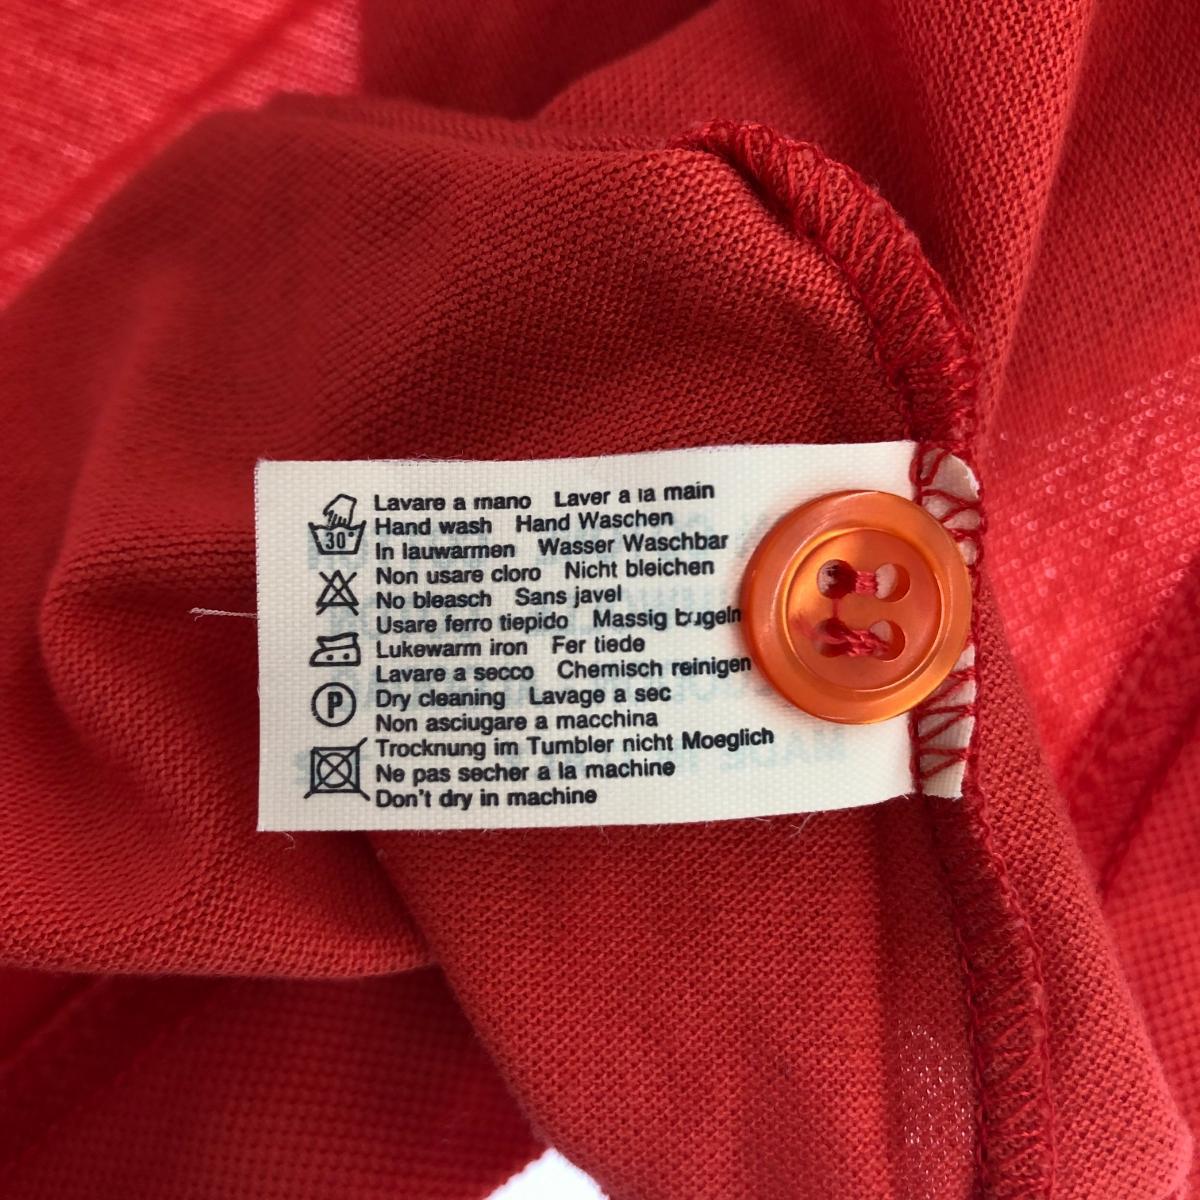 Lavare a mano Laver a la main
30° Hand wash Hand Waschen
In lauwarmen Wasser Waschbar
Non usare cloro Nicht bleichen
No bleasch Sans javel
Usare ferro tiepido Massig bugeln
Lukewarm iron Fer tiede
Lavare a secco Chemisch reinigen
P Dry cleaning Lavage a sec
Non asciugare a macchina
Trocknung im Tumbler nicht Moeglich
Ne pas secher a la machine
Don't dry in machine